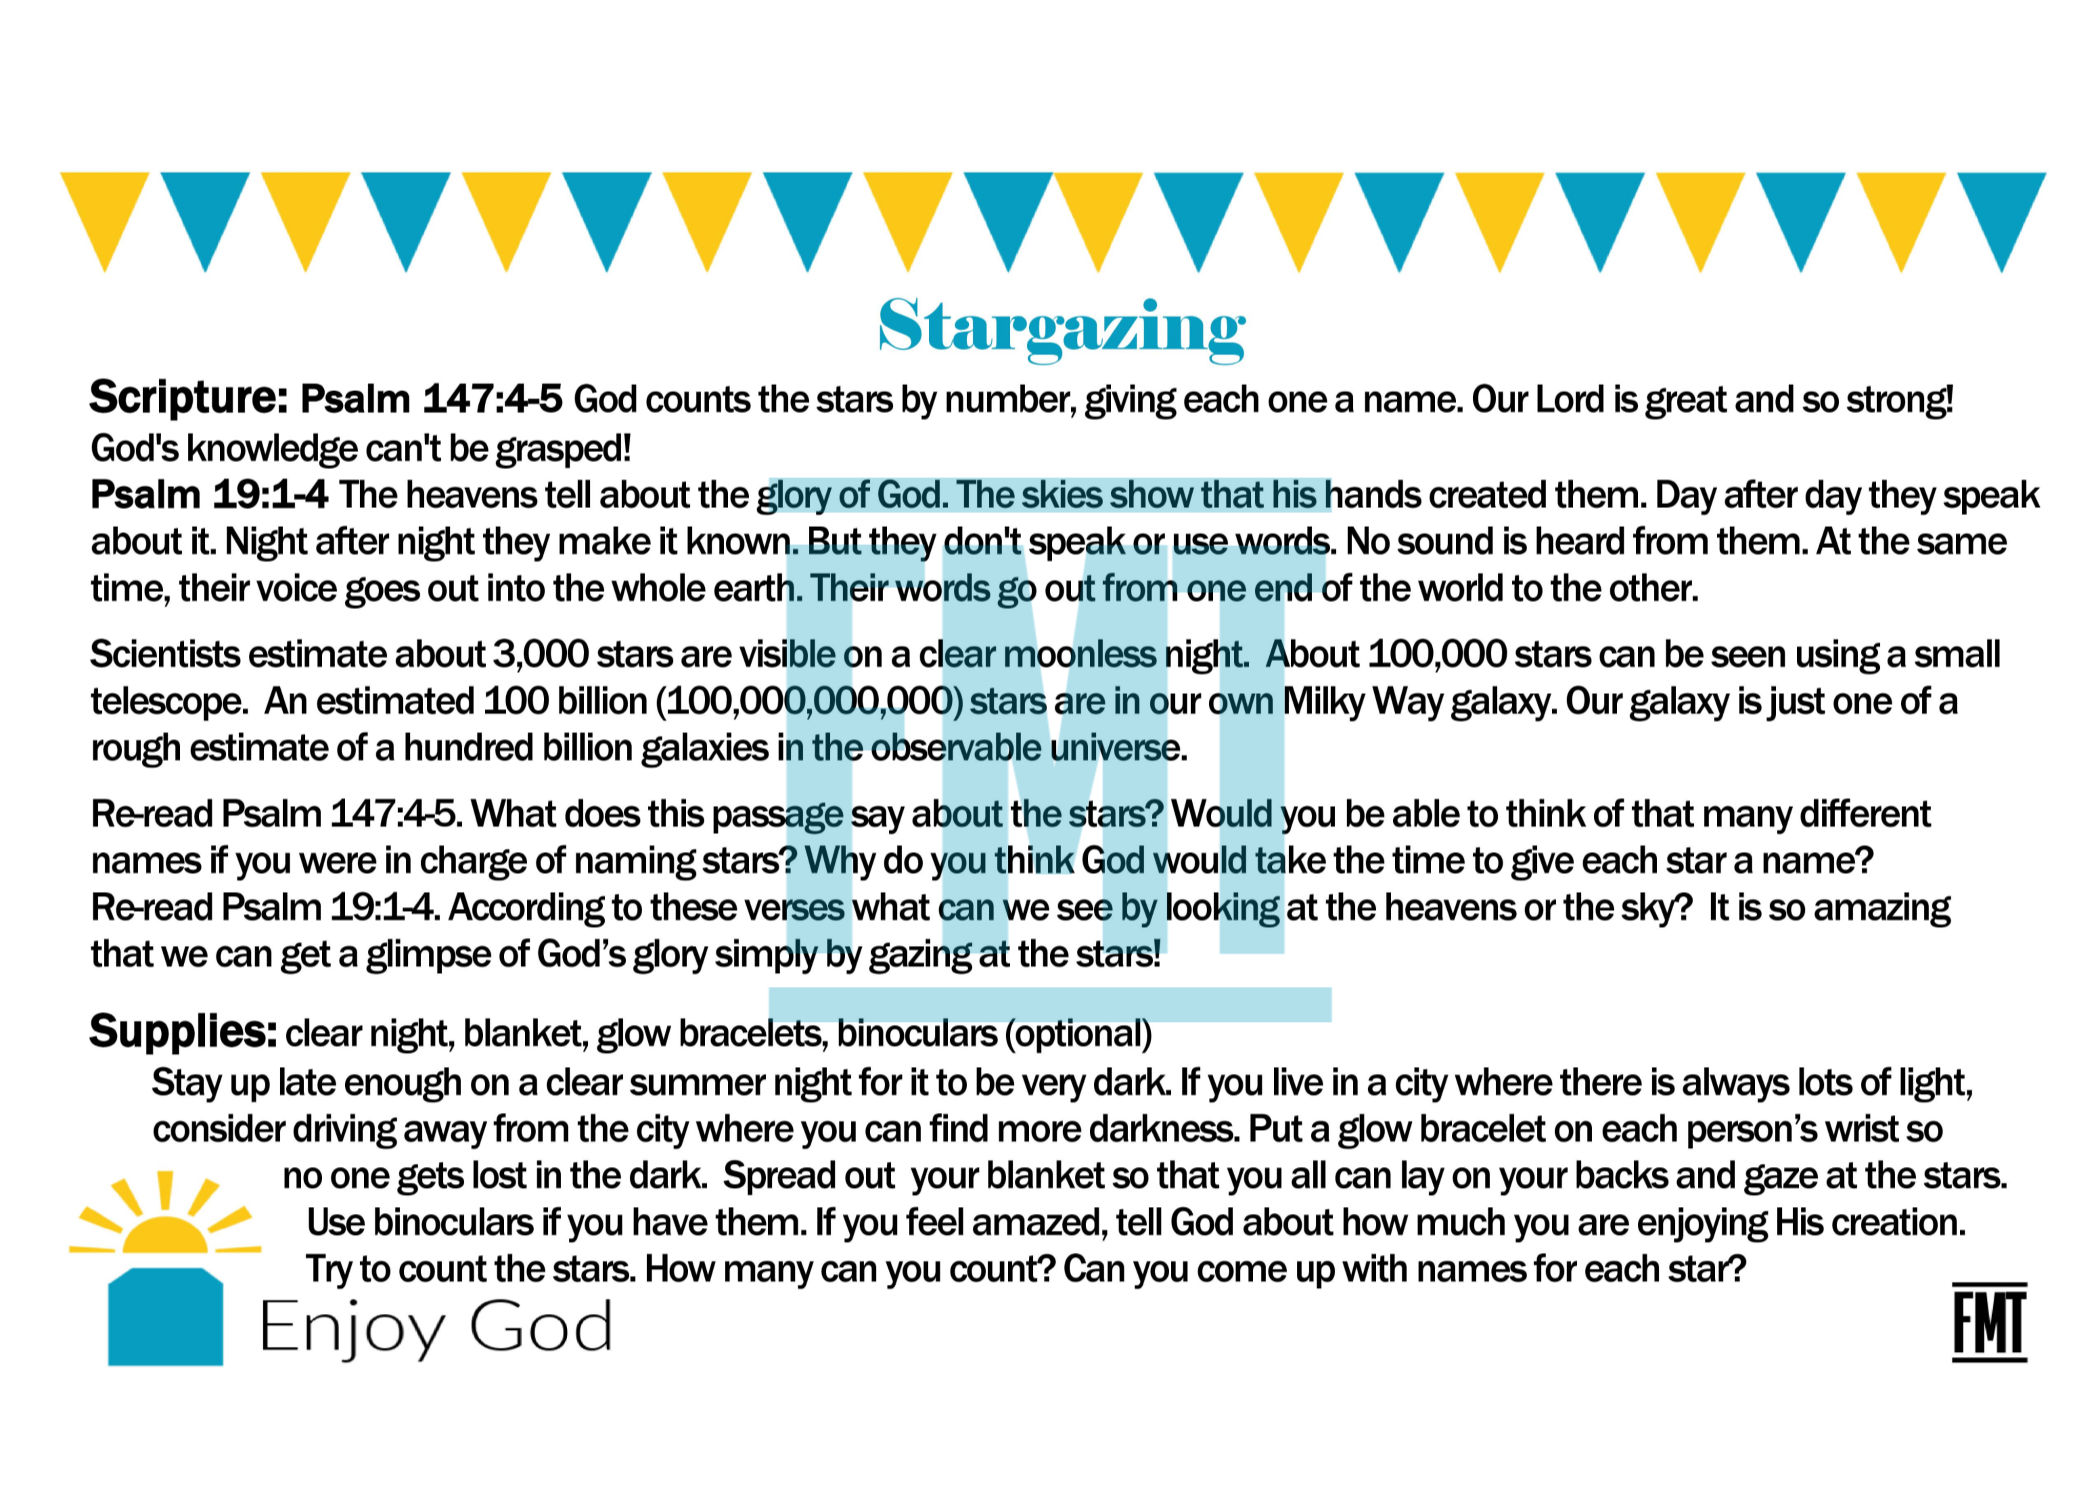 Stargazing
Scripture: Psalm 147:4-5 God counts the stars by number, giving each one a name. Our Lord is great and so strong!
God's knowledge can't be grasped!
Psalm 19:1-4 The heavens tell about the glory of God. The skies show that his hands created them. Day after day they speak
about it. Night after night they make it known. But they don't speak or use words. No sound is heard from them. At the same
time, their voice goes out into the whole earth. Their words go out from one end of the world to the other.
Scientists estimate about 3,000 stars are visible on a clear moonless night. About 100,000 stars can be seen using a small
telescope. An estimated 100 billion (100,000,000,000) stars are in our own Milky Way galaxy. Our galaxy is just one of a
rough estimate of a hundred billion galaxies in the observable universe.
Re-read Psalm 147:4-5. What does this passage say about the stars? Would you be able to think of that many different
names if you were in charge of naming stars? Why do you think God would take the time to give each star a name?
Re-read Psalm 19:1-4. According to these verses what can we see by looking at the heavens or the sky? It is so amazing
that we can get a glimpse of God’s glory simply by gazing at the stars!
FMT
Supplies: clear night, blanket, glow bracelets, binoculars (optional)
Stay up late enough on a clear summer night for it to be very dark. If you live in a city where there is always lots of light,
consider driving away from the city where you can find more darkness. Put a glow bracelet on each person’s wrist so
no one gets lost in the dark. Spread out your blanket so that you all can lay on your backs and gaze at the stars.
Use binoculars if you have them. If you feel amazed, tell God about how much you are enjoying His creation.
Try to count the stars. How many can you count? Can you come up with names for each star?
Enjoy God
FMT